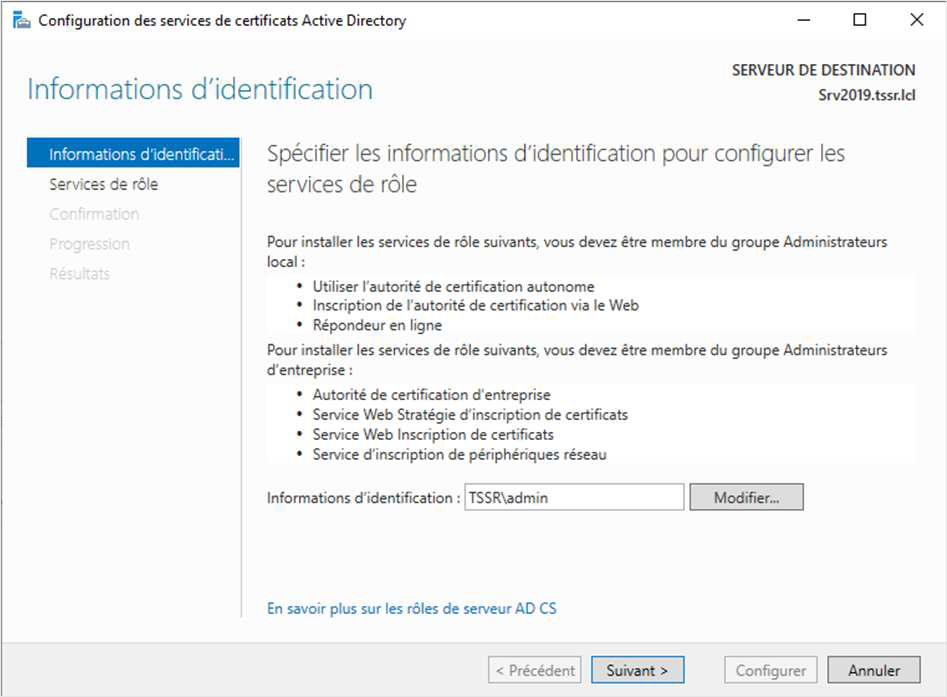 Configuration des services de certificats Active Directory
Informations d'identification
SERVEUR DE DESTINATION
Srv2019.tssr.lcl
Informations d'identificati...
Services de rôle
Confirmation
Progression
Résultats
Spécifier les informations d'identification pour configurer les
services de rôle
Pour installer les services de rôle suivants, vous devez être membre du groupe Administrateurs
local :
• Utiliser l'autorité de certification autonome
• Inscription de l'autorité de certification via le Web
• Répondeur en ligne
Pour installer les services de rôle suivants, vous devez être membre du groupe Administrateurs
d'entreprise :
• Autorité de certification d'entreprise
• Service Web Stratégie d'inscription de certificats
• Service Web Inscription de certificats
• Service d'inscription de périphériques réseau
Informations d'identification : TSSR\admin Modifier...
En savoir plus sur les rôles de serveur AD CS
< Précédent Suivant > Configurer Annuler